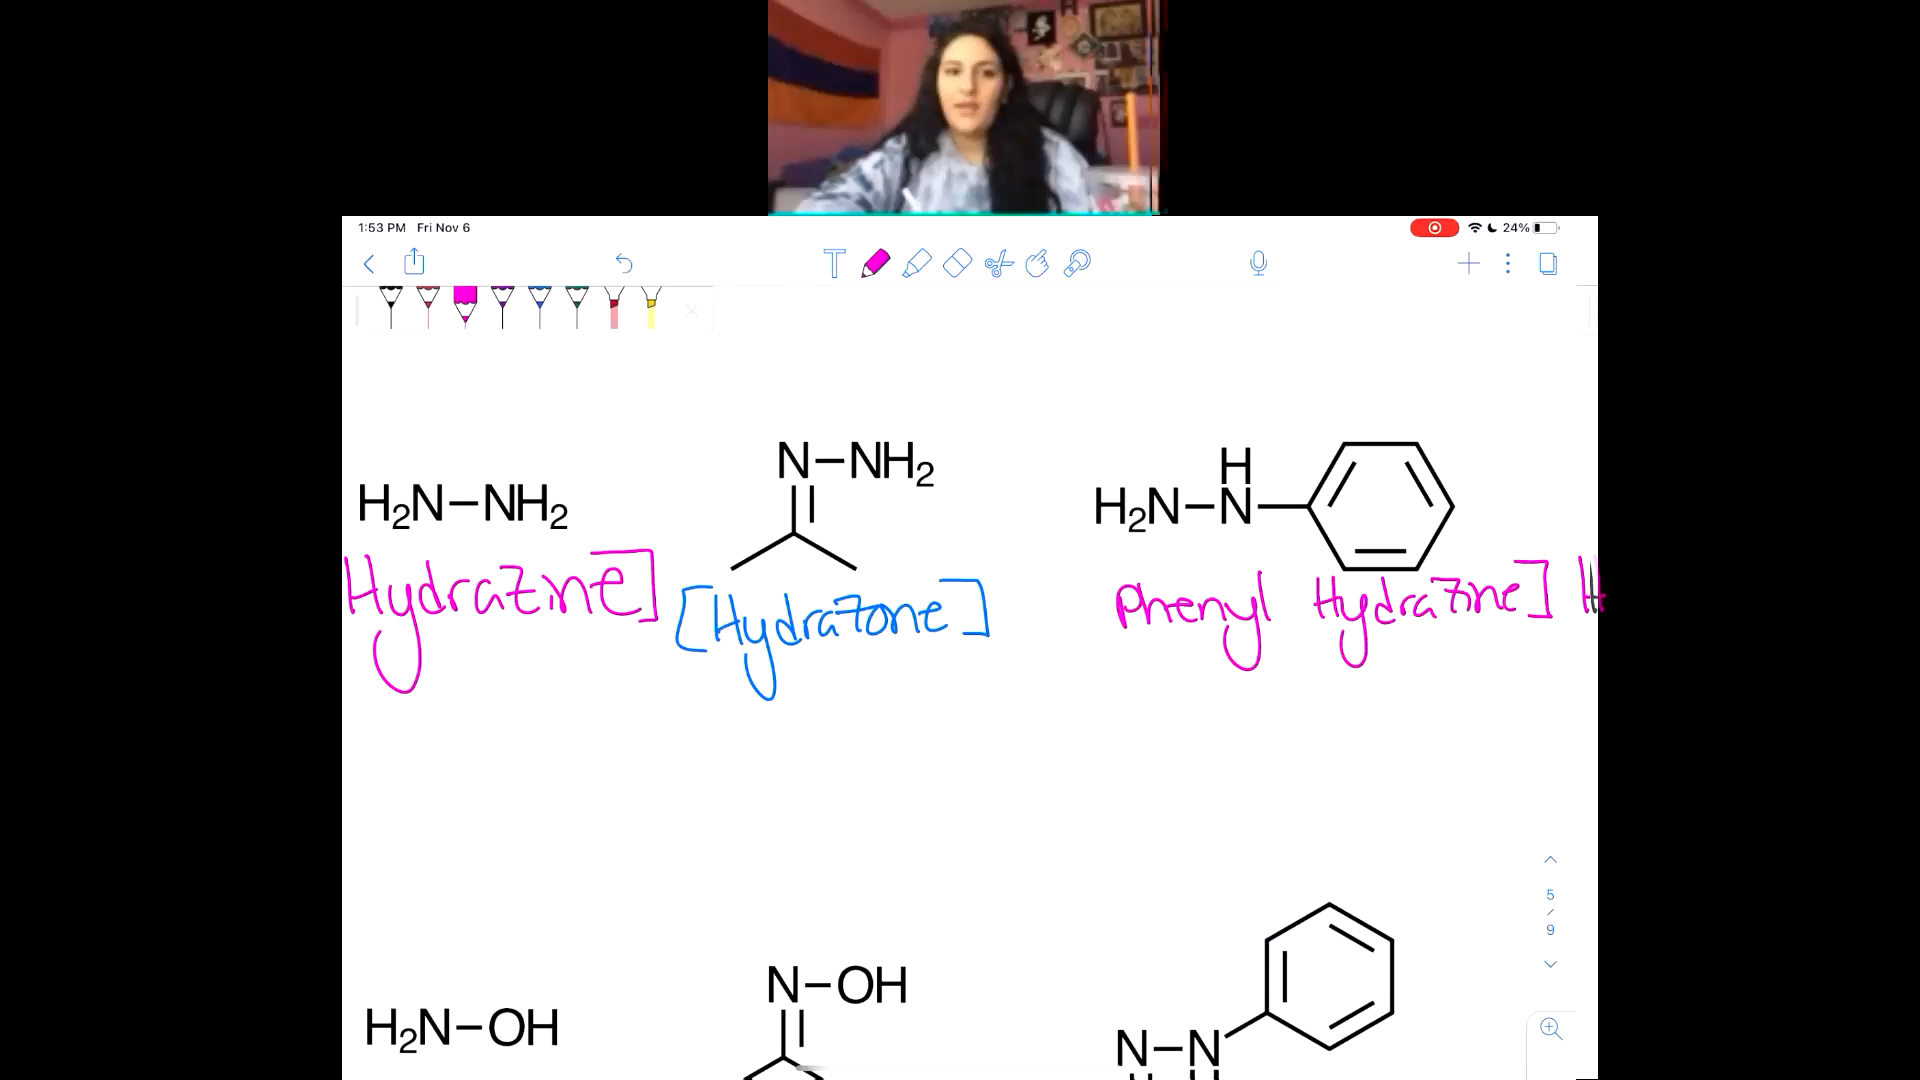 1:53 PM Fri Nov 6
24%
T
N–NH2
H
H2N–NH2
H2N–N
Hydrazine]
[Hydrazone]
Phenyl Hydrazine] H
5
/
9
N–OH
H2N–OH
N–N